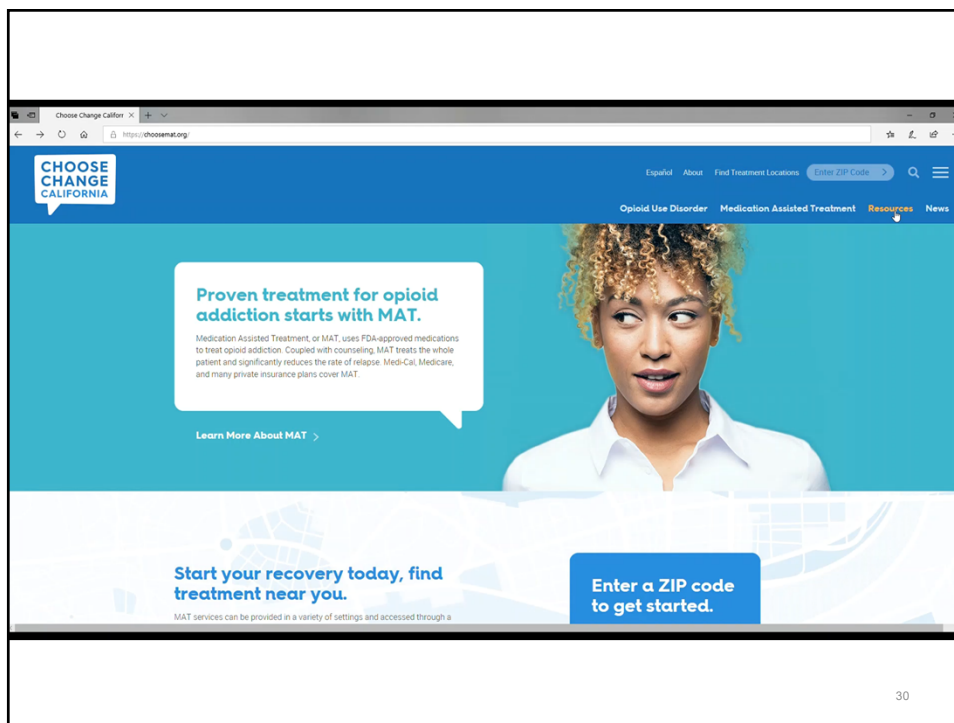 Choose Change Californ
https://choosemat.org/
CHOOSE
CHANGE
CALIFORNIA
Español About Find Treatment Locations Enter ZIP Code
Opioid Use Disorder Medication Assisted Treatment Resources News
Proven treatment for opioid
addiction starts with MAT.
Medication Assisted Treatment, or MAT, uses FDA-approved medications
to treat opioid addiction. Coupled with counseling, MAT treats the whole
patient and significantly reduces the rate of relapse. Medi-Cal, Medicare,
and many private insurance plans cover MAT.
Learn More About MAT >
Start your recovery today, find
treatment near you.
MAT services can be provided in a variety of settings and accessed through a
Enter a ZIP code
to get started.
30